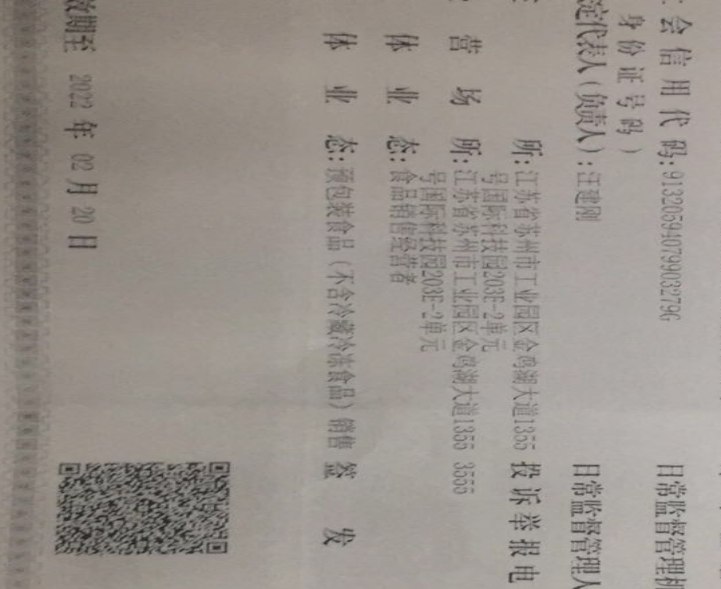 会信用代码:91320594079903279G
身份证号码)
定代表人(负责人):汪建刚
所:江苏省苏州市工业园区金鸡湖大道1355
号国际科技园203E-2单元
营场所:江苏省苏州市工业园区金鸡湖大道1355 3555
号国际科技园203E-2单元
体业态:食品销售经营者
体业态:预包装食品(不含冷藏冷冻食品)销售
效期至 2022 年 02 月 20 日
日常监督管理机
日常监督管理人
投诉举报电
签发